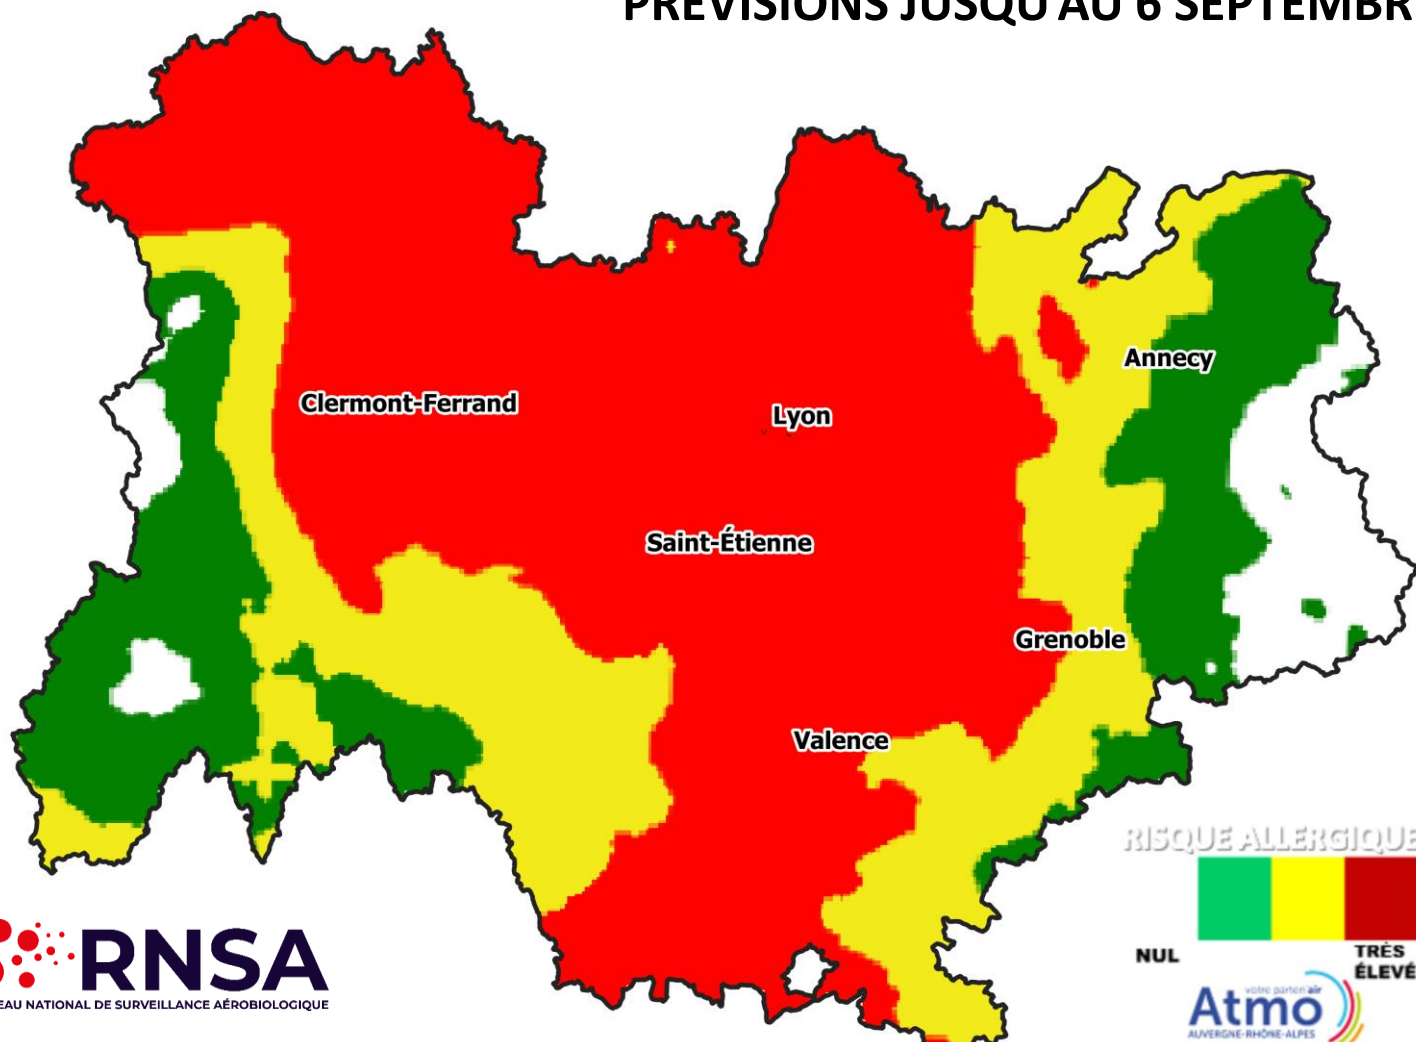 PRÉVISIONS JUSQU'AU 6 SEPTEMBR
Annecy
Clermont-Ferrand
Lyon
Saint-Étienne
Grenoble
Valence
RISQUE ALLERGIQUE
NUL
TRÈS
ÉLEVÉ
RNSA
EAU NATIONAL DE SURVEILLANCE AÉROBIOLOGIQUE
votre parten'air
Atmo
AUVERGNE-RHÔNE-ALPES